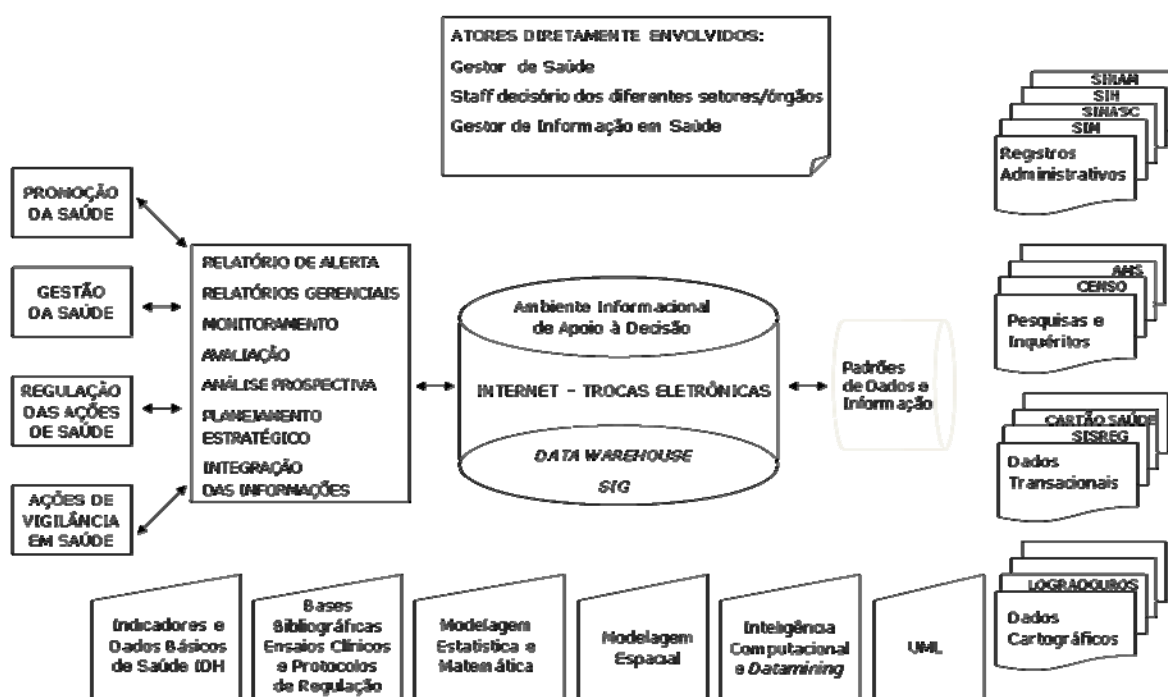 ATORES DIRETAMENTE ENVOLVIDOS:
Gestor de Saúde
Staff decisório dos diferentes setores/órgãos
Gestor de Informação em Saúde
PROMOÇÃO
DA SAÚDE
GESTÃO
DA SAÚDE
REGULAÇÃO
DAS AÇÕES
DE SAÚDE
AÇÕES DE
VIGILÂNCIA
EM SAÚDE
RELATÓRIO DE ALERTA
RELATÓRIOS GERENCIAIS
MONITORAMENTO
AVALIAÇÃO
ANÁLISE PROSPECTIVA
PLANEJAMENTO
ESTRATÉGICO
INTEGRAÇÃO
DAS INFORMAÇÕES
Ambiente Informacional
de Apoio à Decisão
INTERNET - TROCAS ELETRÔNICAS
DATA WAREHOUSE
SIG
Padrões
de Dados e
Informação
SINAN
SIH
SINASC
SIM
Registros
Administrativos
AMS
CENSO
Pesquisas e
Inquéritos
CARTÃO SAÚDE
SISREG
Dados
Transacionais
LOGRADOUROS
Dados
Cartográficos
Indicadores e
Dados Básicos
de Saúde IDH
Bases
Bibliográficas
Ensaios Clínicos
e Protocolos
de Regulação
Modelagem
Estatística e
Matemática
Modelagem
Espacial
Inteligência
Computacional
e Datamining
UML